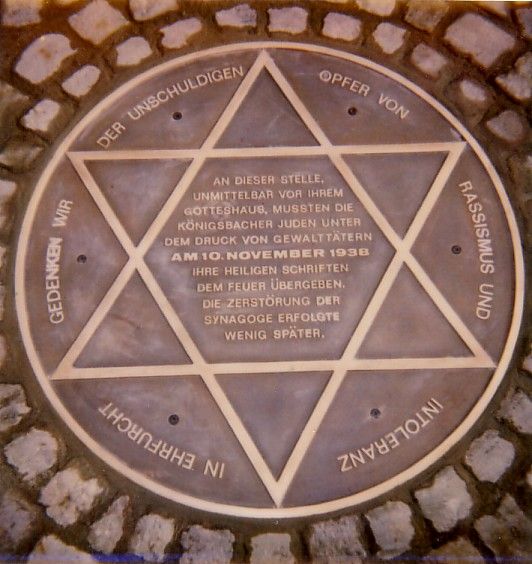 IN EHRFURCHT
GEDENKEN WIR
DER UNSCHULDIGEN
OPFER VON
RASSISMUS UND
INTOLERANZ
AN DIESER STELLE,
UNMITTELBAR VOR IHREM
GOTTESHAUS, MUSSTEN DIE
KÖNIGSBACHER JUDEN UNTER
DEM DRUCK VON GEWALTTÄTERN
AM 10. NOVEMBER 1938
IHRE HEILIGEN SCHRIFTEN
DEM FEUER ÜBERGEBEN.
DIE ZERSTÖRUNG DER
SYNAGOGE ERFOLGTE
WENIG SPÄTER.